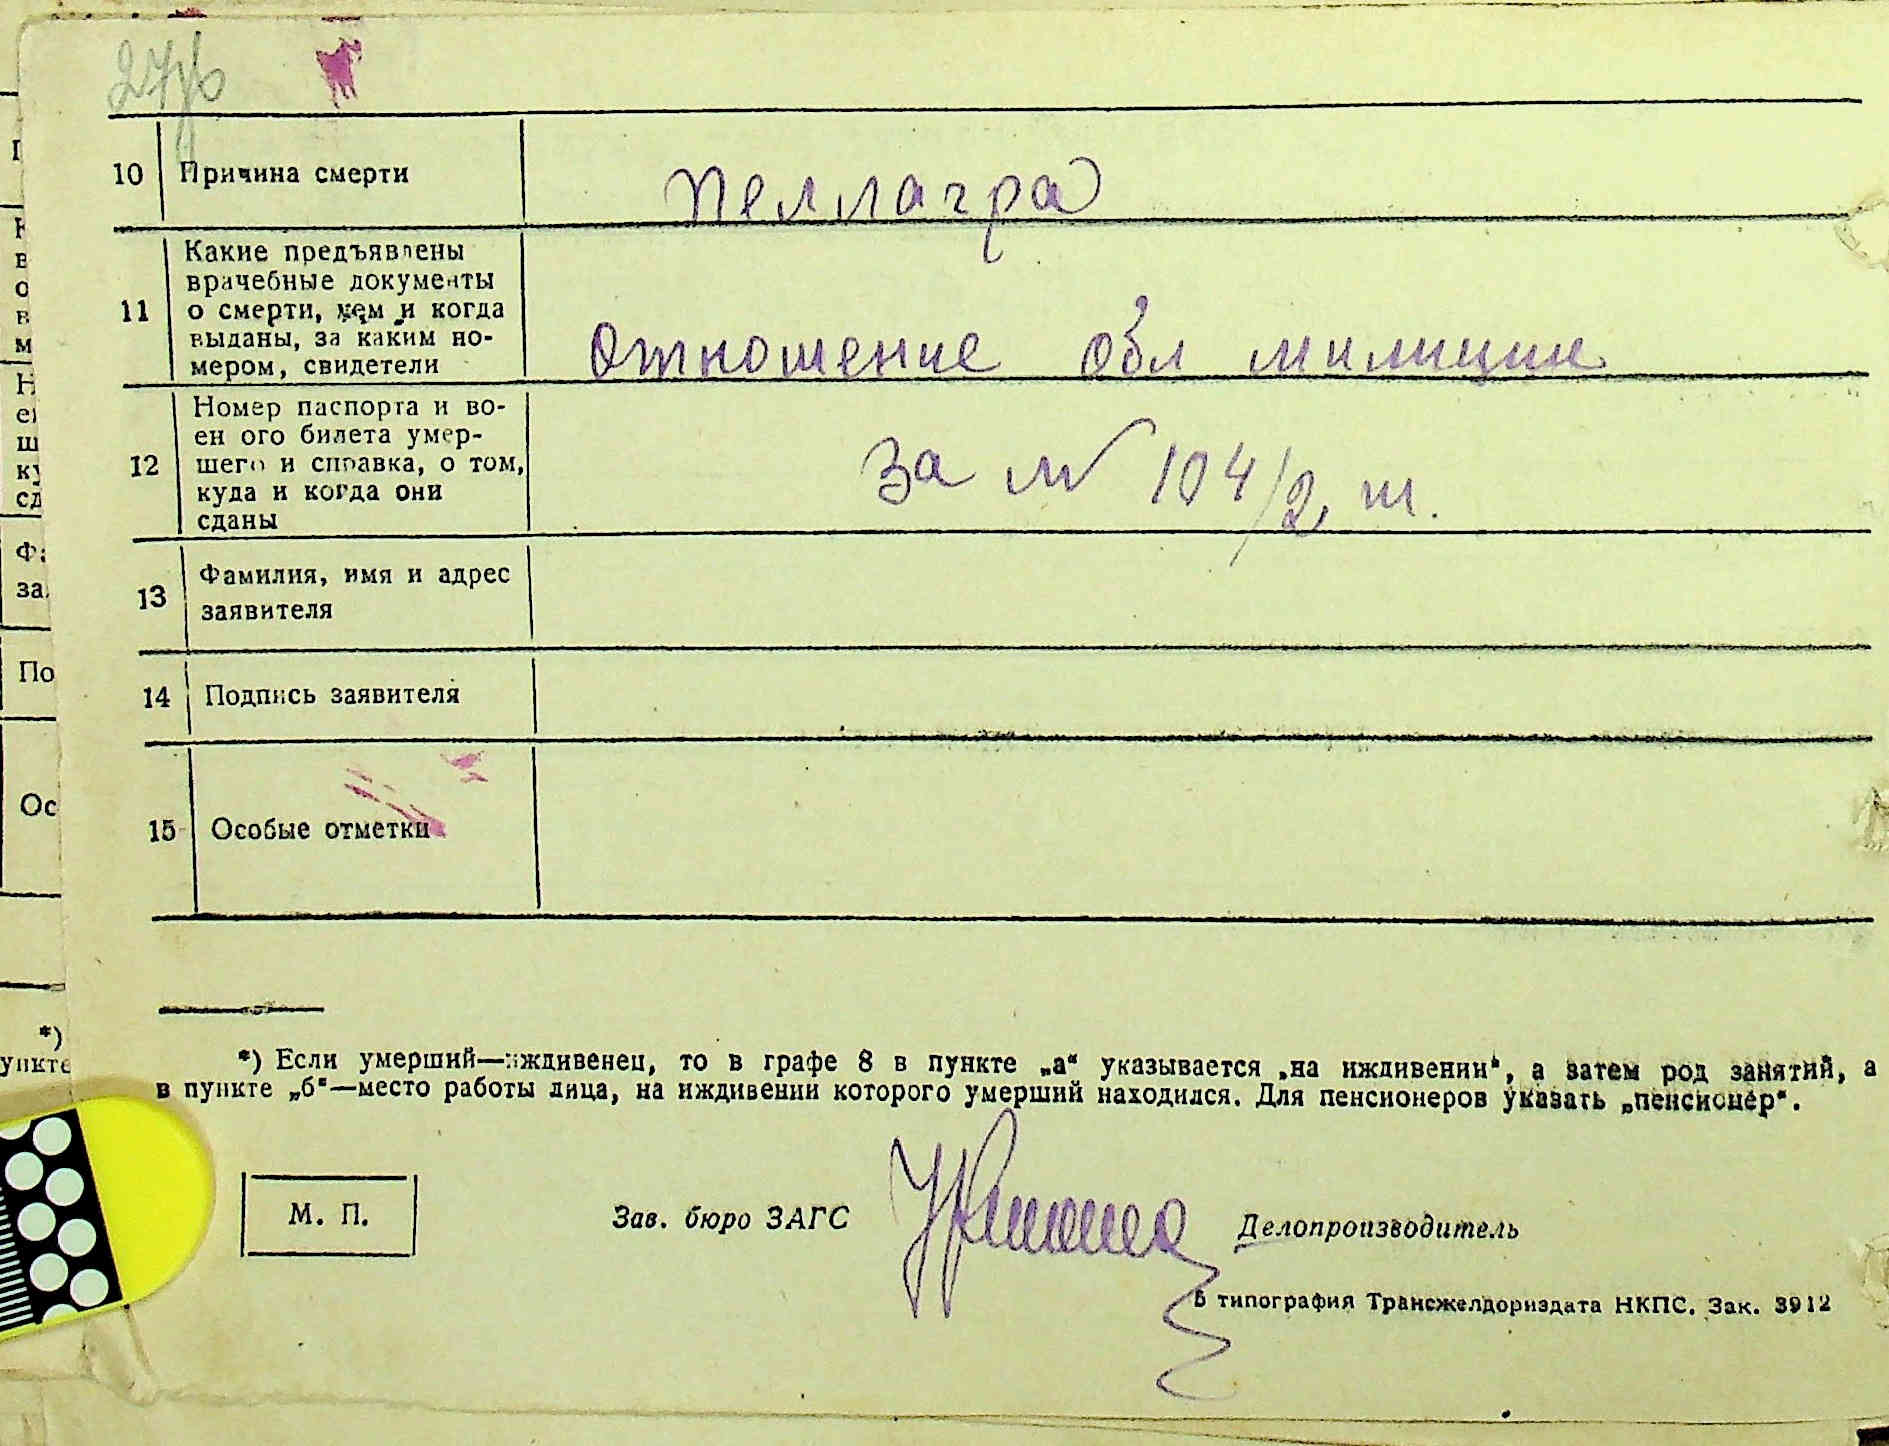 10 Причина смерти пеллагра
11 Какие предъявлены
врачебные документы
о смерти, кем и когда
выданы, за каким но-
мером, свидетели
отношение обл милиции
12 Номер паспорта и во-
ен ого билета умер-
шего и справка, о том,
куда и когда они
сданы
за № 104/2, т.
13 Фамилия, имя и адрес
заявителя
14 Подпись заявителя
15 Особые отметки
*) Если умерший—иждивенец, то в графе 8 в пункте „а“ указывается „на иждивении“, а затем род занятий, а
в пункте „б“—место работы лица, на иждивении которого умерший находился. Для пенсионеров указать „пенсионер“.
М. П.
Зав. бюро ЗАГС
Делопроизводитель
5 типография Трансжелдориздата НКПС. Зак. 3912
По
Ос
*)
ункте